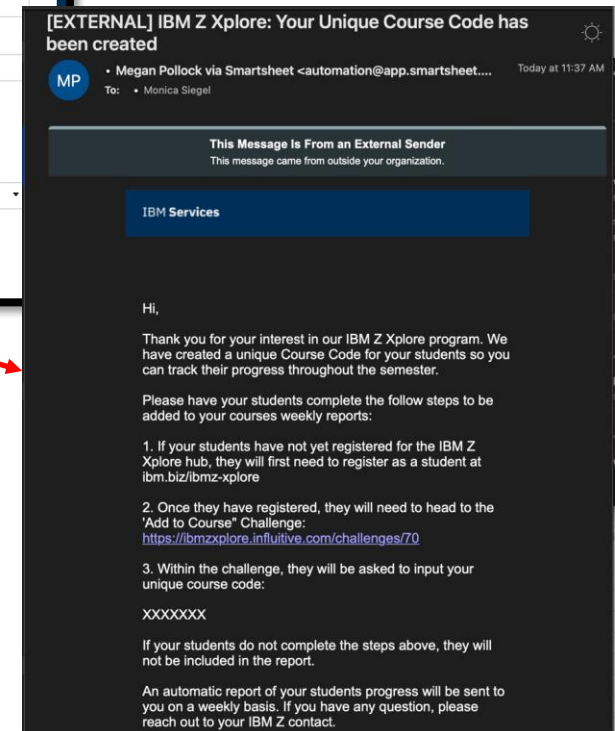 [EXTERNAL] IBM Z Xplore: Your Unique Course Code has
been created
MP
• Megan Pollock via Smartsheet <automation@app.smartsheet....
Today at 11:37 AM
To: • Monica Siegel
This Message Is From an External Sender
This message came from outside your organization.
IBM Services
Hi,
Thank you for your interest in our IBM Z Xplore program. We
have created a unique Course Code for your students so you
can track their progress throughout the semester.
Please have your students complete the follow steps to be
added to your courses weekly reports:
1. If your students have not yet registered for the IBM Z
Xplore hub, they will first need to register as a student at
ibm.biz/ibmz-xplore
2. Once they have registered, they will need to head to the
'Add to Course" Challenge:
https://ibmzxplore.influitive.com/challenges/70
3. Within the challenge, they will be asked to input your
unique course code:
XXXXXXX
If your students do not complete the steps above, they will
not be included in the report.
An automatic report of your students progress will be sent to
you on a weekly basis. If you have any question, please
reach out to your IBM Z contact.